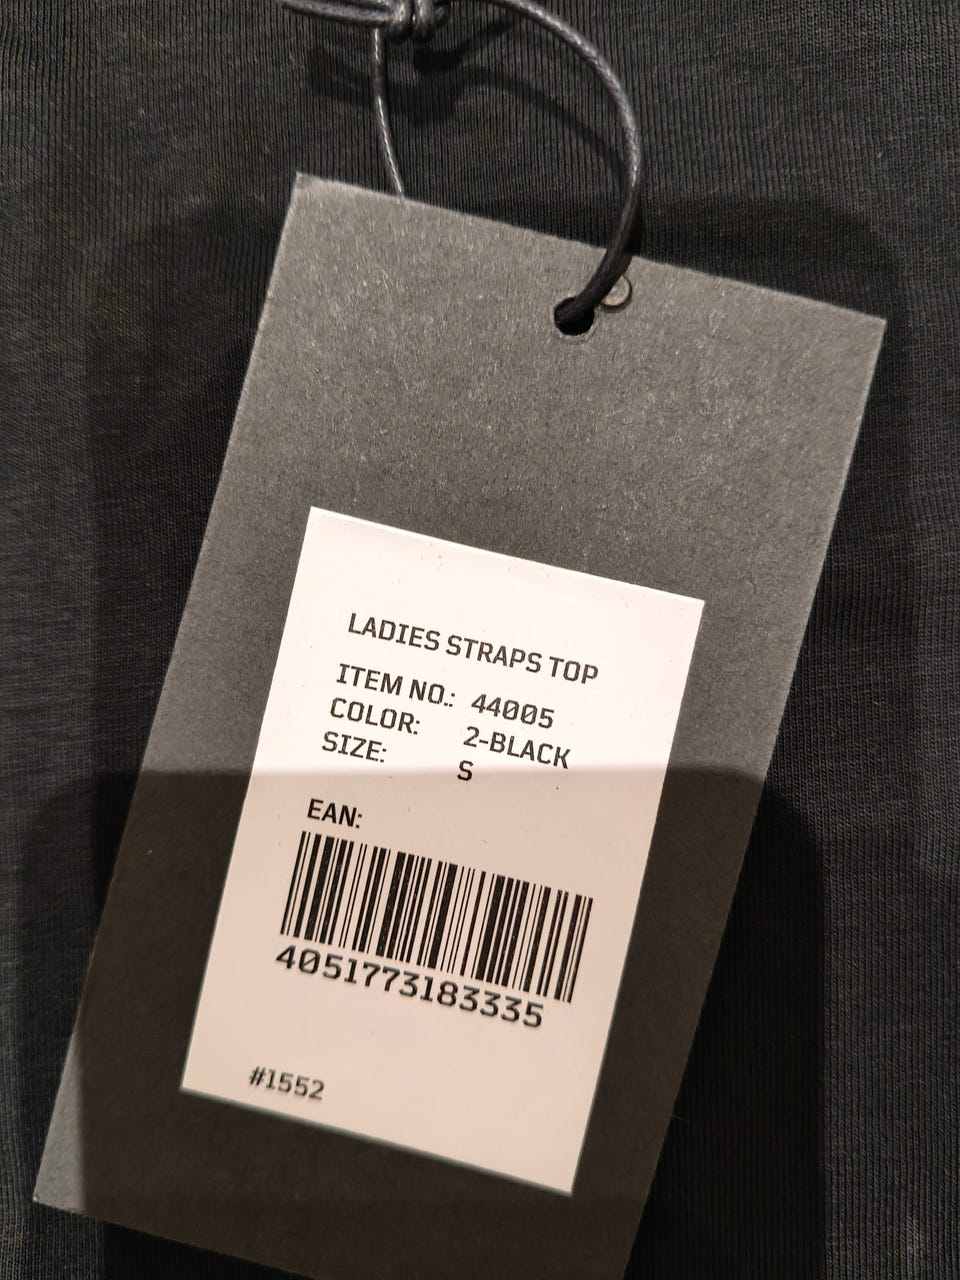 LADIES STRAPS TOP
ITEM NO.: 44005
COLOR: 2-BLACK
SIZE: S
EAN:
4051773183335
#1552